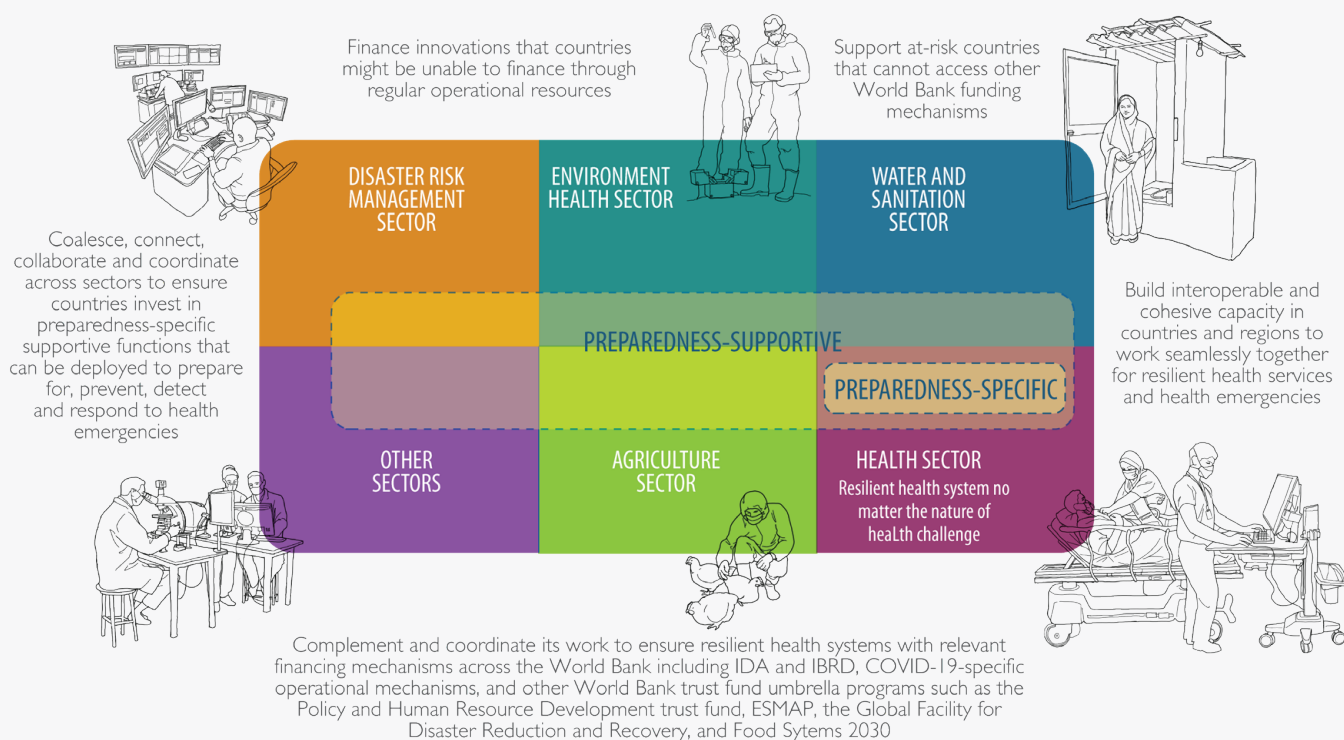 Finance innovations that countries
might be unable to finance through
regular operational resources
Support at-risk countries
that cannot access other
World Bank funding
mechanisms
DISASTER RISK
MANAGEMENT
SECTOR
ENVIRONMENT
HEALTH SECTOR
WATER AND
SANITATION
SECTOR
Coalesce, connect,
collaborate and coordinate
across sectors to ensure
countries invest in
preparedness-specific
supportive functions that
can be deployed to prepare
for, prevent, detect
and respond to health
emergencies
PREPAREDNESS-SUPPORTIVE
PREPAREDNESS-SPECIFIC
Build interoperable and
cohesive capacity in
countries and regions to
work seamlessly together
for resilient health services
and health emergencies
OTHER
SECTORS
AGRICULTURE
SECTOR
HEALTH SECTOR
Resilient health system no
matter the nature of
health challenge
Complement and coordinate its work to ensure resilient health systems with relevant
financing mechanisms across the World Bank including IDA and IBRD, COVID-19-specific
operational mechanisms, and other World Bank trust fund umbrella programs such as the
Policy and Human Resource Development trust fund, ESMAP, the Global Facility for
Disaster Reduction and Recovery, and Food Sytems 2030